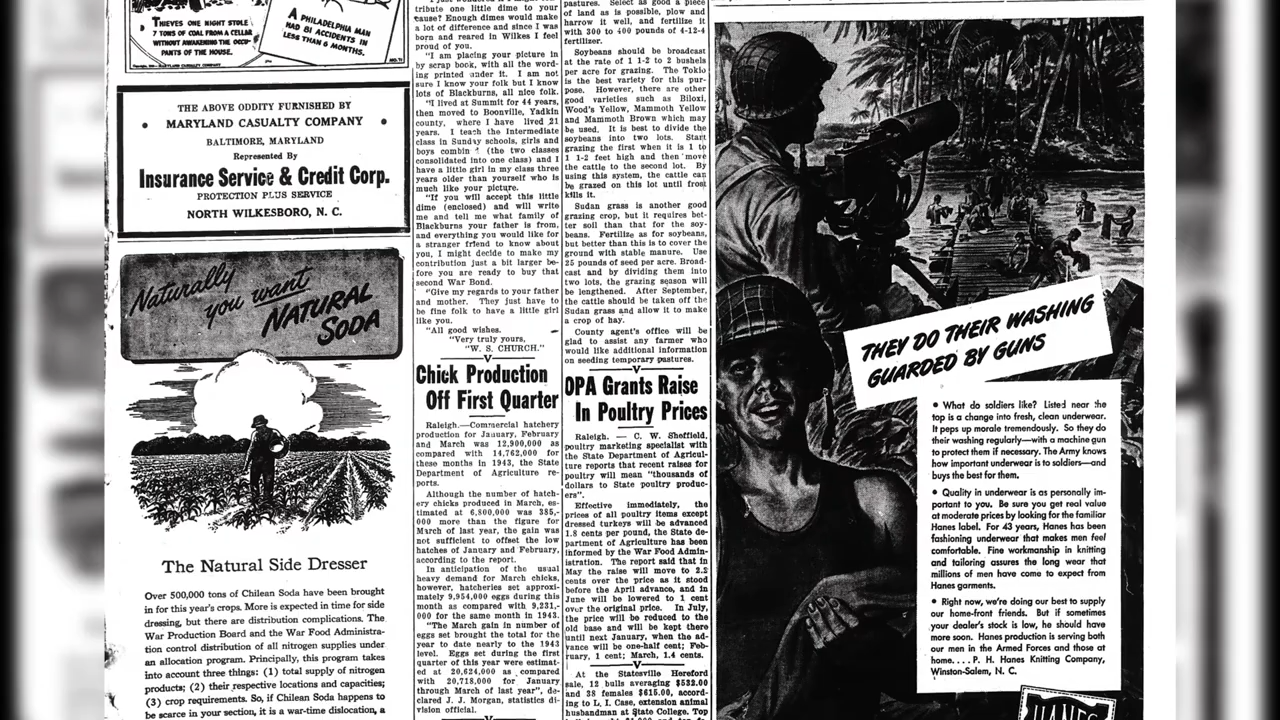 THIEVES ONE NIGHT STOLE
7 TONS OF COAL FROM A CELLAR
WITHOUT AWAKENING THE OCCU-
PANTS OF THE HOUSE.
A PHILADELPHIA MAN
HAD 81 ACCIDENTS IN
LESS THAN 6 MONTHS.
THE ABOVE ODDITY FURNISHED BY
• MARYLAND CASUALTY COMPANY •
BALTIMORE, MARYLAND
Represented By
Insurance Service & Credit Corp.
PROTECTION PLUS SERVICE
NORTH WILKESBORO, N. C.
Naturally
you say it's
NATURAL
SODA
The Natural Side Dresser
Over 500,000 tons of Chilean Soda have been brought
in for this year's crops. More is expected in time for side
dressing, but there are distribution complications. The
War Production Board and the War Food Administra-
tion control distribution of all nitrogen supplies under
an allocation program. Principally, this program takes
into account three things: (1) total supply of nitrogen
products; (2) their respective locations and capacities;
(3) crop requirements. So, if Chilean Soda happens to
be scarce in your section, it is a war-time dislocation, a
tribute one little dime to your
cause? Enough dimes would make
a lot of difference and since I was
born and reared in Wilkes I feel
proud of you.
"I am placing your picture in
by scrap book, with all the word-
ing printed under it. I am not
sure I know your folk but I know
lots of Blackburns, all nice folk.
"I lived at Summit for 44 years,
then moved to Boonville, Yadkin
county, where I have lived 21
years. I teach the Intermediate
class in Sunday schools, girls and
boys combin (the two classes
consolidated into one class) and I
have a little girl in my class three
years older than yourself who is
much like your picture.
"If you will accept this little
dime (enclosed) and will write
me and tell me what family of
Blackburns your father is from,
and everything you would like for
a stranger friend to know about
you, I might decide to make my
contribution just a bit larger be-
fore you are ready to buy that
second War Bond.
"Give my regards to your father
and mother. They just have to
be fine folk to have a little girl
like you.
"All good wishes.
"Very truly yours,
"W. S. CHURCH."
V
Chick Production
Off First Quarter
Raleigh.—Commercial hatchery
production for January, February
and March was 12,900,000 as
compared with 14,762,000 for
these months in 1943, the State
Department of Agriculture re-
ports.
Although the number of hatch-
ery chicks produced in March, es-
timated at 6,800,000 was 385,-
000 more than the figure for
March of last year, the gain was
not sufficient to offset the low
hatches of January and February,
according to the report.
In anticipation of the usual
heavy demand for March chicks,
however, hatcheries set approxi-
mately 9,954,000 eggs during this
month as compared with 9,231,-
000 for the same month in 1943.
"The March gain in number of
eggs set brought the total for the
year to date nearly to the 1943
level. Eggs set during the first
quarter of this year were estimat-
ed at 20,624,000 as compared
with 20,718,000 for January
through March of last year", de-
clared J. J. Morgan, statistics di-
vision official.
V
pastures. Select as good a piece
of land as is possible, plow and
harrow it well, and fertilize it
with 300 to 400 pounds of 4-12-4
fertilizer.
Soybeans should be broadcast
at the rate of 1 1-2 to 2 bushels
per acre for grazing. The Tokio
is the best variety for this pur-
pose. However, there are other
good varieties such as Biloxi,
Wood's Yellow, Mammoth Yellow
and Mammoth Brown which may
be used. It is best to divide the
soybeans into two lots. Start
grazing the first when it is 1 to
1 1-2 feet high and then move
the cattle to the second lot. By
using this system, the cattle can
be grazed on this lot until frost
kills it.
Sudan grass is another good
grazing crop, but it requires bet-
ter soil than that for the soy-
beans. Fertilize as for soybeans,
but better than this is to cover the
ground with stable manure. Use
25 pounds of seed per acre. Broad-
cast and by dividing them into
two lots, the grazing season will
be lengthened. After September,
the cattle should be taken off the
Sudan grass and allow it to make
a crop of hay.
County agent's office will be
glad to assist any farmer who
would like additional information
on seeding temporary pastures.
V
OPA Grants Raise
In Poultry Prices
Raleigh. — C. W. Sheffield,
poultry marketing specialist with
the State Department of Agricul-
ture reports that recent raises for
poultry will mean "thousands of
dollars to State poultry produc-
ers".
Effective immediately, the
prices of all poultry items except
dressed turkeys will be advanced
1.8 cents per pound, the State de-
partment of Agriculture has been
informed by the War Food Admin-
istration. The report said that in
May the raise will move to 2.2
cents over the price as it stood
before the April advance, and in
June will be lowered to 1 cent
over the original price. In July,
the price will be reduced to the
old base and will be kept there
until next January, when the ad-
vance will be one-half cent; Feb-
ruary, 1 cent; March, 1.4 cents.
V
At the Statesville Hereford
sale, 12 bulls averaging $532.00
and 38 females $615.00, accord-
ing to L. I. Case, extension animal
husbandman at State College. Top
THEY DO THEIR WASHING
GUARDED BY GUNS
• What do soldiers like? Listed near the
top is a change into fresh, clean underwear.
It peps up morale tremendously. So they do
their washing regularly—with a machine gun
to protect them if necessary. The Army knows
how important underwear is to soldiers—and
buys the best for them.
• Quality in underwear is as personally im-
portant to you. Be sure you get real value
at moderate prices by looking for the familiar
Hanes label. For 43 years, Hanes has been
fashioning underwear that makes men feel
comfortable. Fine workmanship in knitting
and tailoring assures the long wear that
millions of men have come to expect from
Hanes garments.
• Right now, we're doing our best to supply
our home-front friends. But if sometimes
your dealer's stock is low, he should have
more soon. Hanes production is serving both
our men in the Armed Forces and those at
home. . . . P. H. Hanes Knitting Company,
Winston-Salem, N. C.
HANES